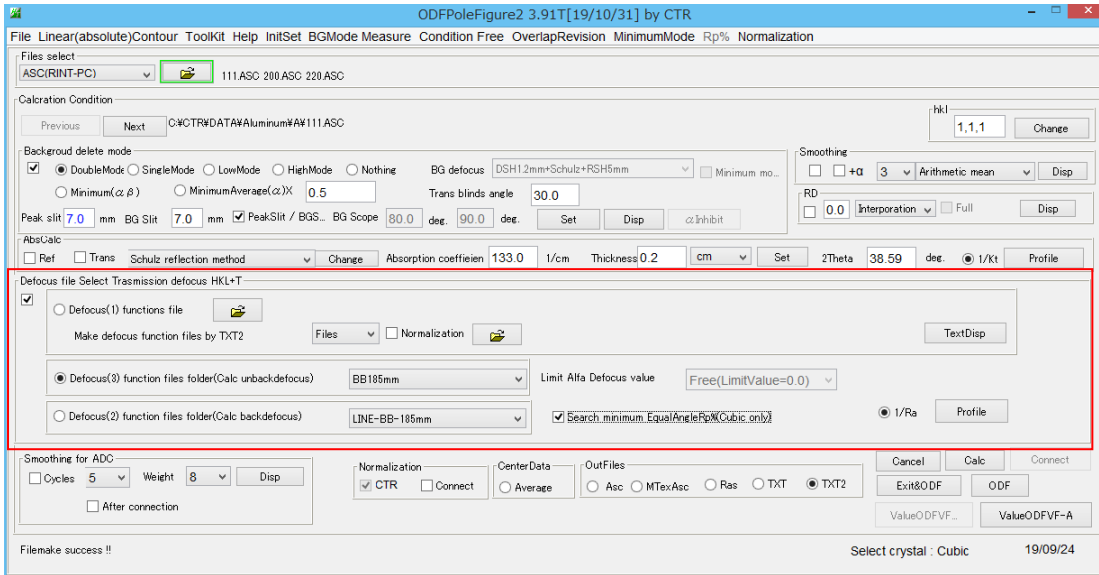 ODFPoleFigure2 3.91T[19/10/31] by CTR
File Linear(absolute)Contour ToolKit Help InitSet BGMode Measure Condition Free OverlapRevision MinimumMode Rp% Normalization
Files select
ASC(RINT-PC) 111.ASC 200.ASC 220.ASC
Calcration Condition
Previous Next C:¥CTR¥DATA¥Aluminum¥A¥111.ASC
hkl
1,1,1 Change
Backgroud delete mode
DoubleMode SingleMode LowMode HighMode Nothing BG defocus DSH1.2mm+Schulz+RSH5mm Minimum mo...
Minimum(αβ) MinimumAverage(α)X 0.5 Trans blinds angle 30.0
Peak slit 7.0 mm BG Slit 7.0 mm PeakSlit / BGS... BG Scope 80.0 deg. 90.0 deg. Set Disp αInhibit
Smoothing
+α 3 Arithmetic mean Disp
RD
0.0 Interporation Full Disp
AbsCalc
Ref Trans Schulz reflection method Change Absorption coeffieien 133.0 1/cm Thickness 0.2 cm Set 2Theta 38.59 deg. 1/Kt Profile
Defocus file Select Trasmission defocus HKL+T
Defocus(1) functions file
Make defocus function files by TXT2 Files Normalization TextDisp
Defocus(3) function files folder(Calc unbackdefocus) BB185mm Limit Alfa Defocus value Free(LimitValue=0.0)
Defocus(2) function files folder(Calc backdefocus) LINE-BB-185mm Search minimum EqualAngleRp%(Cubic only) 1/Ra Profile
Smoothing for ADC
Cycles 5 Weight 8 Disp
After connection
Normalization
CTR Connect
CenterData
Average
OutFiles
Asc MTexAsc Ras TXT TXT2
Cancel Calc Connect
Exit&ODF ODF
ValueODFVF... ValueODFVF-A
Filemake success !! Select crystal : Cubic 19/09/24